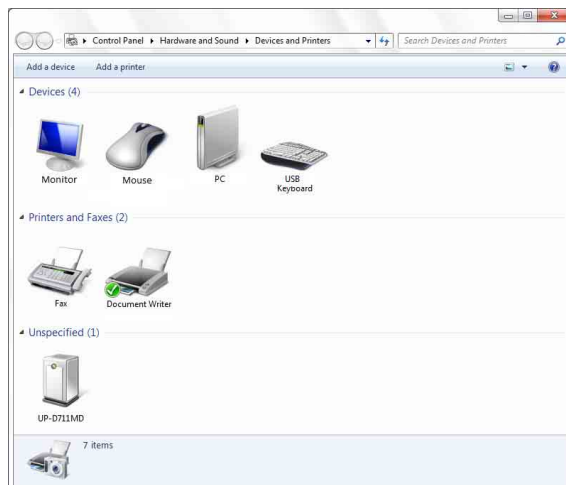 Control Panel Hardware and Sound Devices and Printers Search Devices and Printers
Add a device Add a printer
Devices (4)
Monitor Mouse PC USB Keyboard
Printers and Faxes (2)
Fax Document Writer
Unspecified (1)
UP-D711MD
7 items